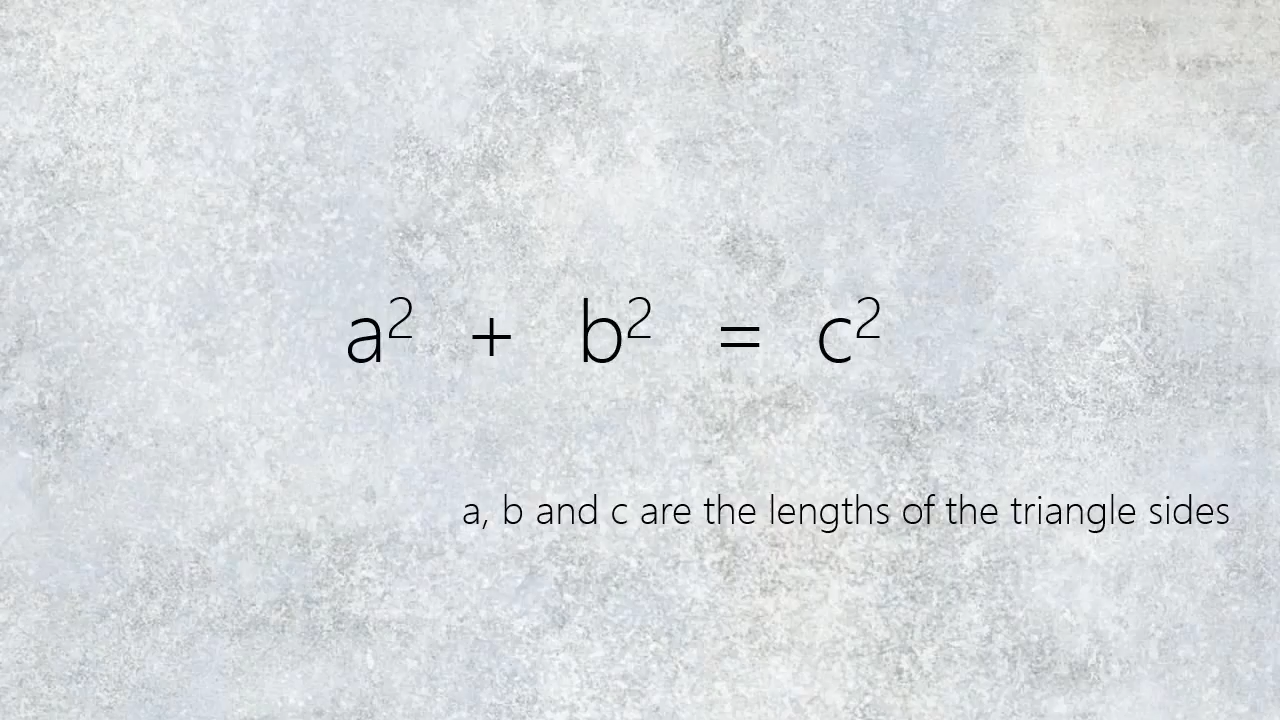 a² + b² = c²
a, b and c are the lengths of the triangle sides